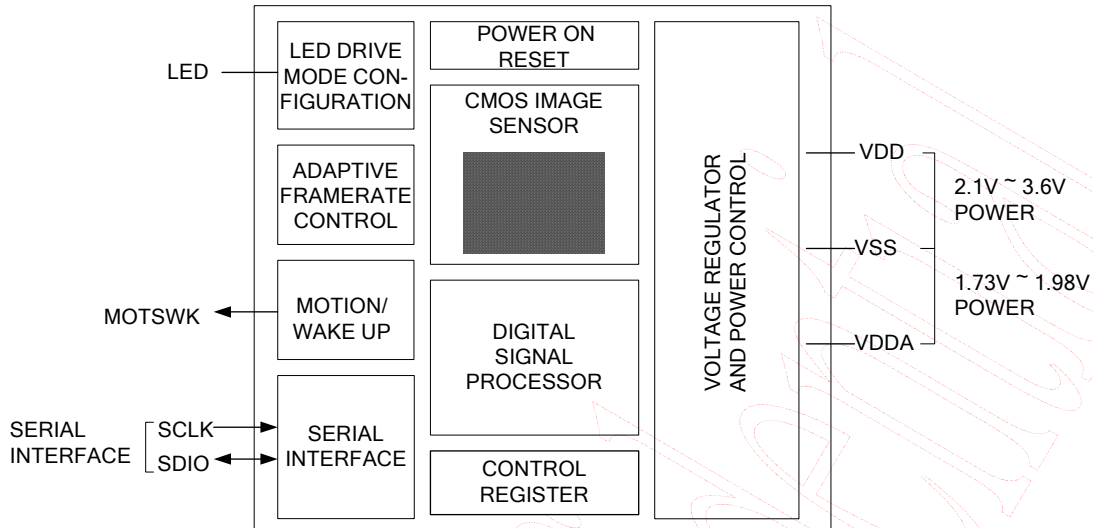 LED
LED DRIVE
MODE CON-
FIGURATION
POWER ON
RESET
CMOS IMAGE
SENSOR
ADAPTIVE
FRAMERATE
CONTROL
MOTSWK
MOTION/
WAKE UP
DIGITAL
SIGNAL
PROCESSOR
SERIAL
INTERFACE
SCLK
SDIO
SERIAL
INTERFACE
CONTROL
REGISTER
VOLTAGE REGULATOR
AND POWER CONTROL
VDD
2.1V ~ 3.6V
POWER
VSS
1.73V ~ 1.98V
POWER
VDDA